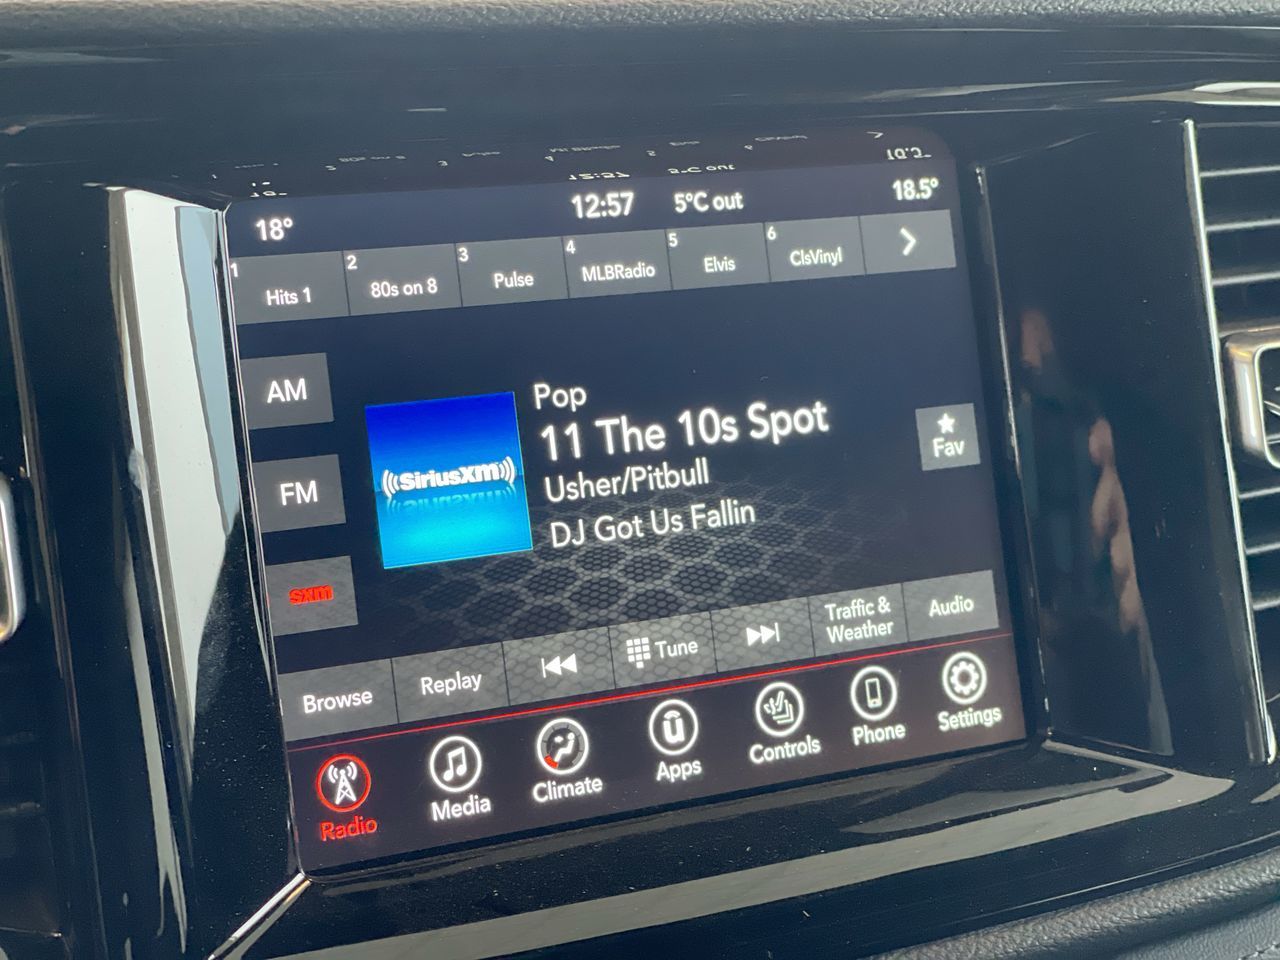 18° 12:57 5°C out 18.5°
1 Hits 1 2 80s on 8 3 Pulse 4 MLBRadio 5 Elvis 6 ClsVinyl
AM
FM
sxm
((SiriusXM))
Pop
11 The 10s Spot
Usher/Pitbull
DJ Got Us Fallin
Fav
Browse Replay Tune Traffic & Weather Audio
Radio Media Climate Apps Controls Phone Settings